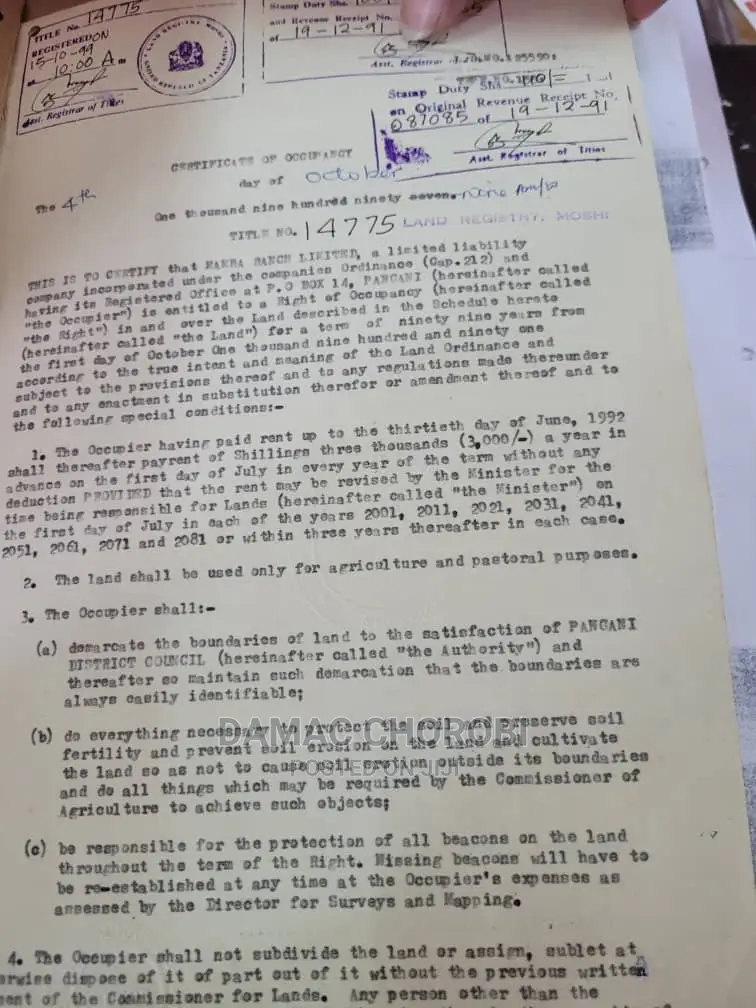 TITLE No. 14775
REGISTERED ON
15-10-99
at 10:00 A m
Asst. Registrar of Titles
LAND REGISTRY MOSHI
UNITED REPUBLIC OF TANZANIA
Stamp Duty Shs.
and Revenue Receipt No.
of 19-12-91
Asst. Registrar
Stamp Duty Shs
on Original Revenue Receipt No.
087085 of 19-12-91
Asst. Registrar of Titles
CERTIFICATE OF OCCUPANCY
The 4th day of October
One thousand nine hundred ninety seven. nine
TITLE NO. 14775 LAND REGISTRY, MOSHI
THIS IS TO CERTIFY that RANCH LIMITED, a limited liability
company incorporated under the companies Ordinance (Cap.212) and
having its Registered Office at P.O BOX 14, PANGANI (hereinafter called
"the Occupier") is entitled to a Right of Occupancy (hereinafter called
"the Right") in and over the Land described in the Schedule hereto
(hereinafter called "the Land") for a term of ninety nine years from
the first day of October One thousand nine hundred and ninety one
according to the true intent and meaning of the Land Ordinance and
subject to the provisions thereof and to any regulations made thereunder
and to any enactment in substitution therefor or amendment thereof and to
the following special conditions:-
1. The Occupier having paid rent up to the thirtieth day of June, 1992
shall thereafter payrent of Shillings three thousands (3,000/-) a year in
advance on the first day of July in every year of the term without any
deduction PROVIDED that the rent may be revised by the Minister for the
time being responsible for Lands (hereinafter called "the Minister") on
the first day of July in each of the years 2001, 2011, 2021, 2031, 2041,
2051, 2061, 2071 and 2081 or within three years thereafter in each case.
2. The land shall be used only for agriculture and pastoral purposes.
3. The Occupier shall:-
(a) demarcate the boundaries of land to the satisfaction of PANGANI
DISTRICT COUNCIL (hereinafter called "the Authority") and
thereafter so maintain such demarcation that the boundaries are
always easily identifiable;
(b) do everything necessary to protect the soil and preserve soil
fertility and prevent soil erosion on the land and cultivate
the land so as not to cause soil erotion outside its boundaries
and do all things which may be required by the Commissioner of
Agriculture to achieve such objects;
DAMAC CHOROBI
POSTED ON JIJI
(c) be responsible for the protection of all beacons on the land
throughout the term of the Right. Missing beacons will have to
be re-established at any time at the Occupier's expenses as
assessed by the Director for Surveys and Mapping.
4. The Occupier shall not subdivide the land or assign, sublet at
erwise dispose of it of part out of it without the previous written
sent of the Commissioner for Lands. Any person other than the